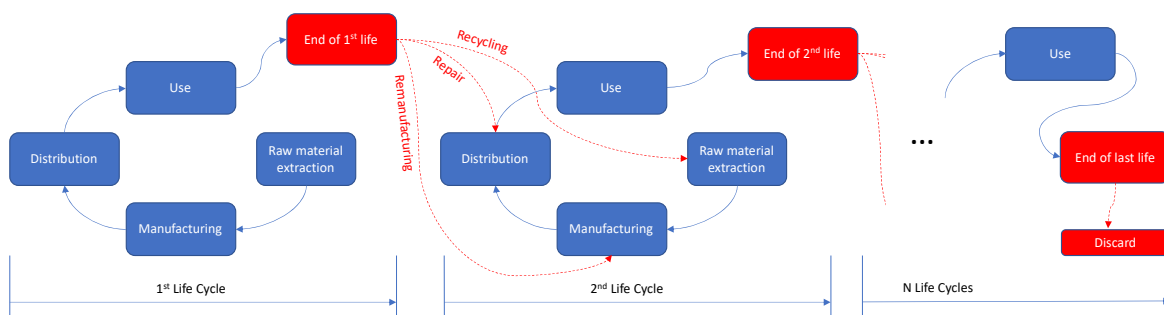 End of 1st life
Use
Distribution
Raw material
extraction
Manufacturing
1st Life Cycle
Recycling
Repair
Remanufacturing
End of 2nd life
Use
Distribution
Raw material
extraction
Manufacturing
2nd Life Cycle
...
Use
End of last life
Discard
N Life Cycles